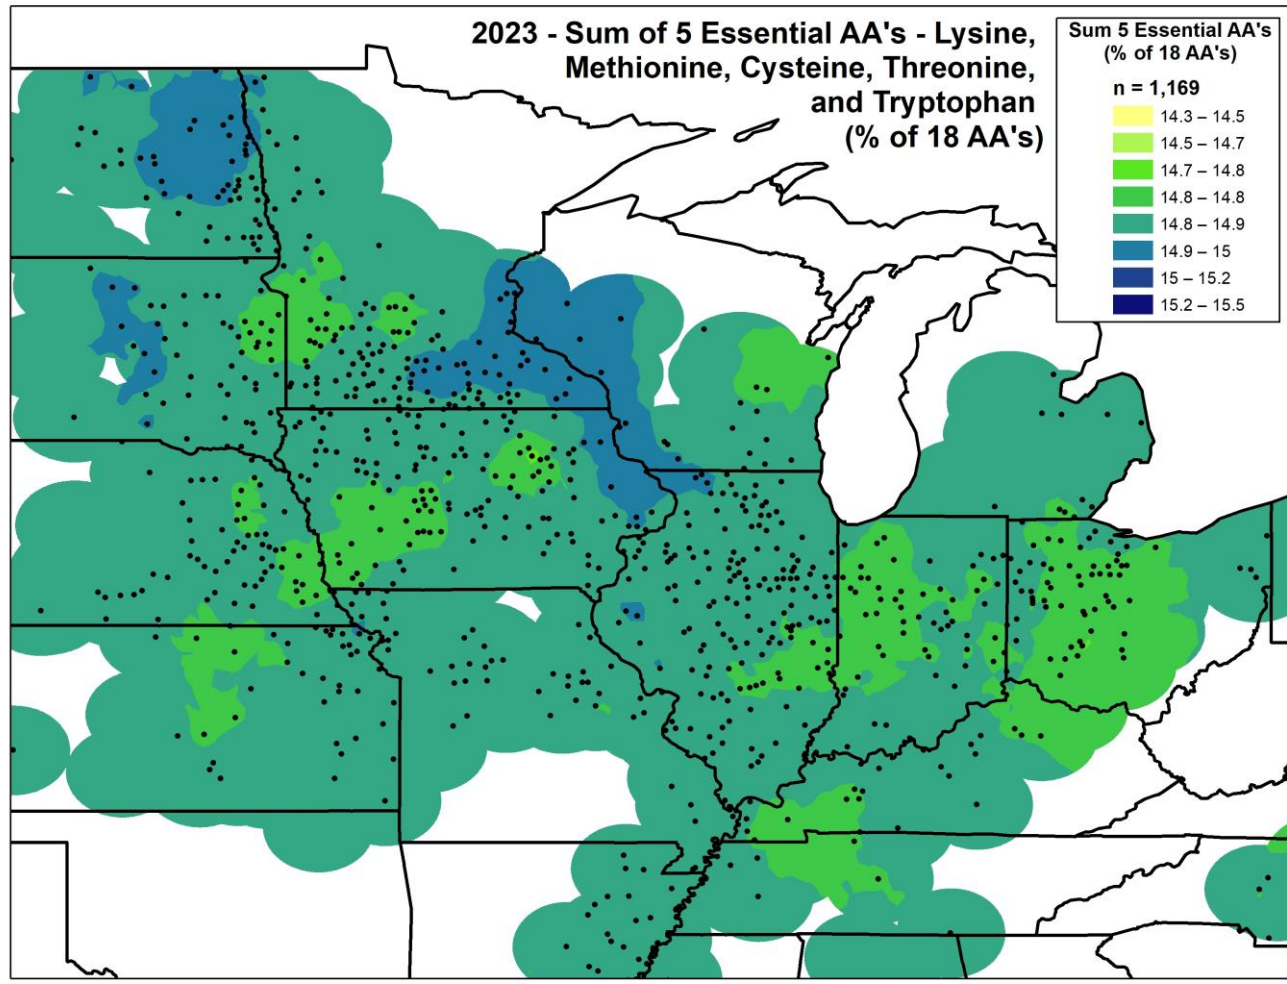 2023 - Sum of 5 Essential AA's - Lysine,
Methionine, Cysteine, Threonine,
and Tryptophan
(% of 18 AA's)
Sum 5 Essential AA's
(% of 18 AA's)
n = 1,169
14.3 – 14.5
14.5 – 14.7
14.7 – 14.8
14.8 – 14.8
14.8 – 14.9
14.9 – 15
15 – 15.2
15.2 – 15.5